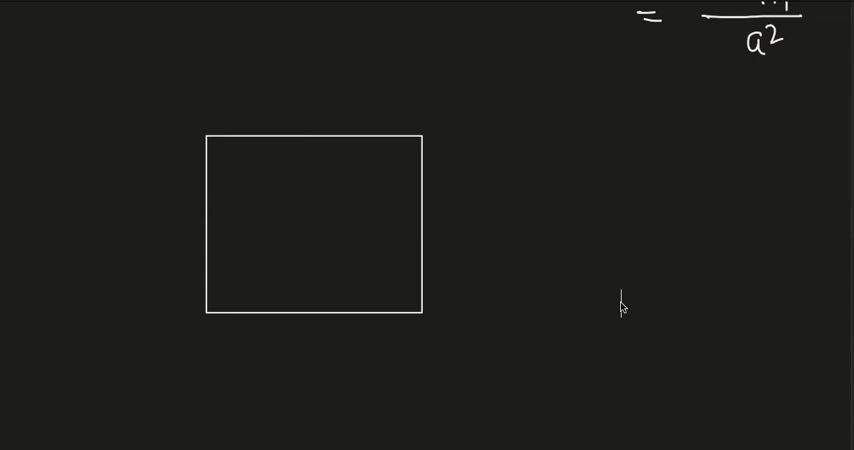 =
a²